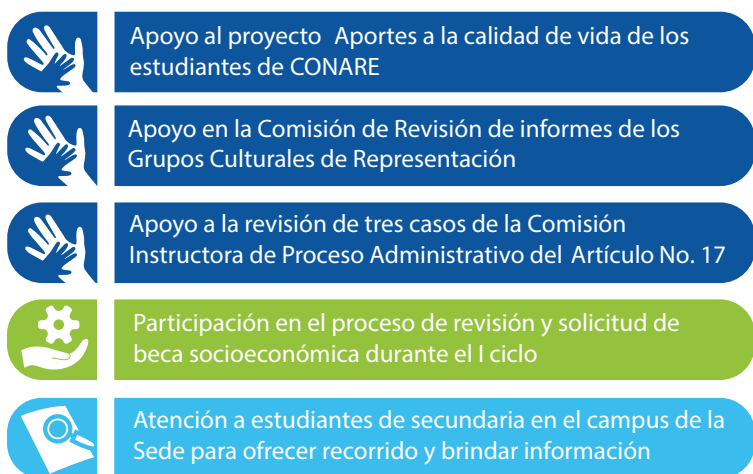 Apoyo al proyecto Aportes a la calidad de vida de los
estudiantes de CONARE
Apoyo en la Comisión de Revisión de informes de los
Grupos Culturales de Representación
Apoyo a la revisión de tres casos de la Comisión
Instructora de Proceso Administrativo del Artículo No. 17
Participación en el proceso de revisión y solicitud de
beca socioeconómica durante el I ciclo
Atención a estudiantes de secundaria en el campus de la
Sede para ofrecer recorrido y brindar información